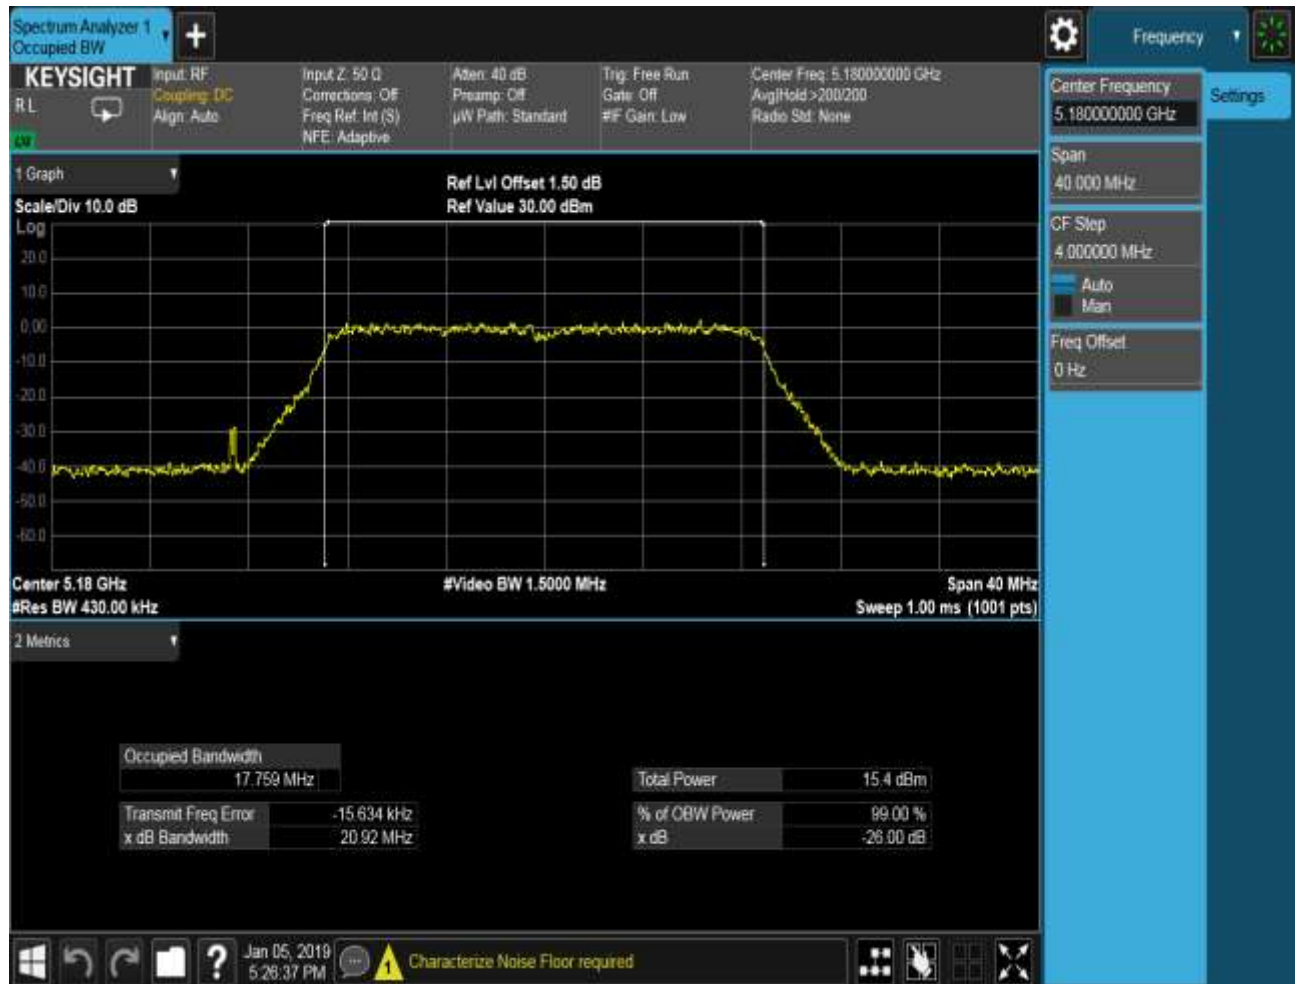 Spectrum Analyzer 1
Occupied BW
Frequency
KEYSIGHT
R L
Input: RF
Coupling: DC
Align: Auto
Input Z: 50 Ω
Corrections: Off
Freq Ref: Int (S)
NFE: Adaptive
Atten: 40 dB
Preamp: Off
µW Path: Standard
Trig: Free Run
Gate: Off
#IF Gain: Low
Center Freq: 5.180000000 GHz
Avg|Hold:>200/200
Radio Std: None
Center Frequency
5.180000000 GHz
Settings
Span
40.000 MHz
CF Step
4.000000 MHz
Auto
Man
Freq Offset
0 Hz
1 Graph
Scale/Div 10.0 dB
Ref Lvl Offset 1.50 dB
Ref Value 30.00 dBm
Log
20.0
10.0
0.00
-10.0
-20.0
-30.0
-40.0
-50.0
-60.0
Center 5.18 GHz
#Video BW 1.5000 MHz
Span 40 MHz
#Res BW 430.00 kHz
Sweep 1.00 ms (1001 pts)
2 Metrics
Occupied Bandwidth
17.759 MHz
Total Power 15.4 dBm
Transmit Freq Error -15.634 kHz
% of OBW Power 99.00 %
x dB Bandwidth 20.92 MHz
x dB -26.00 dB
?
Jan 05, 2019
5:26:37 PM
1
Characterize Noise Floor required